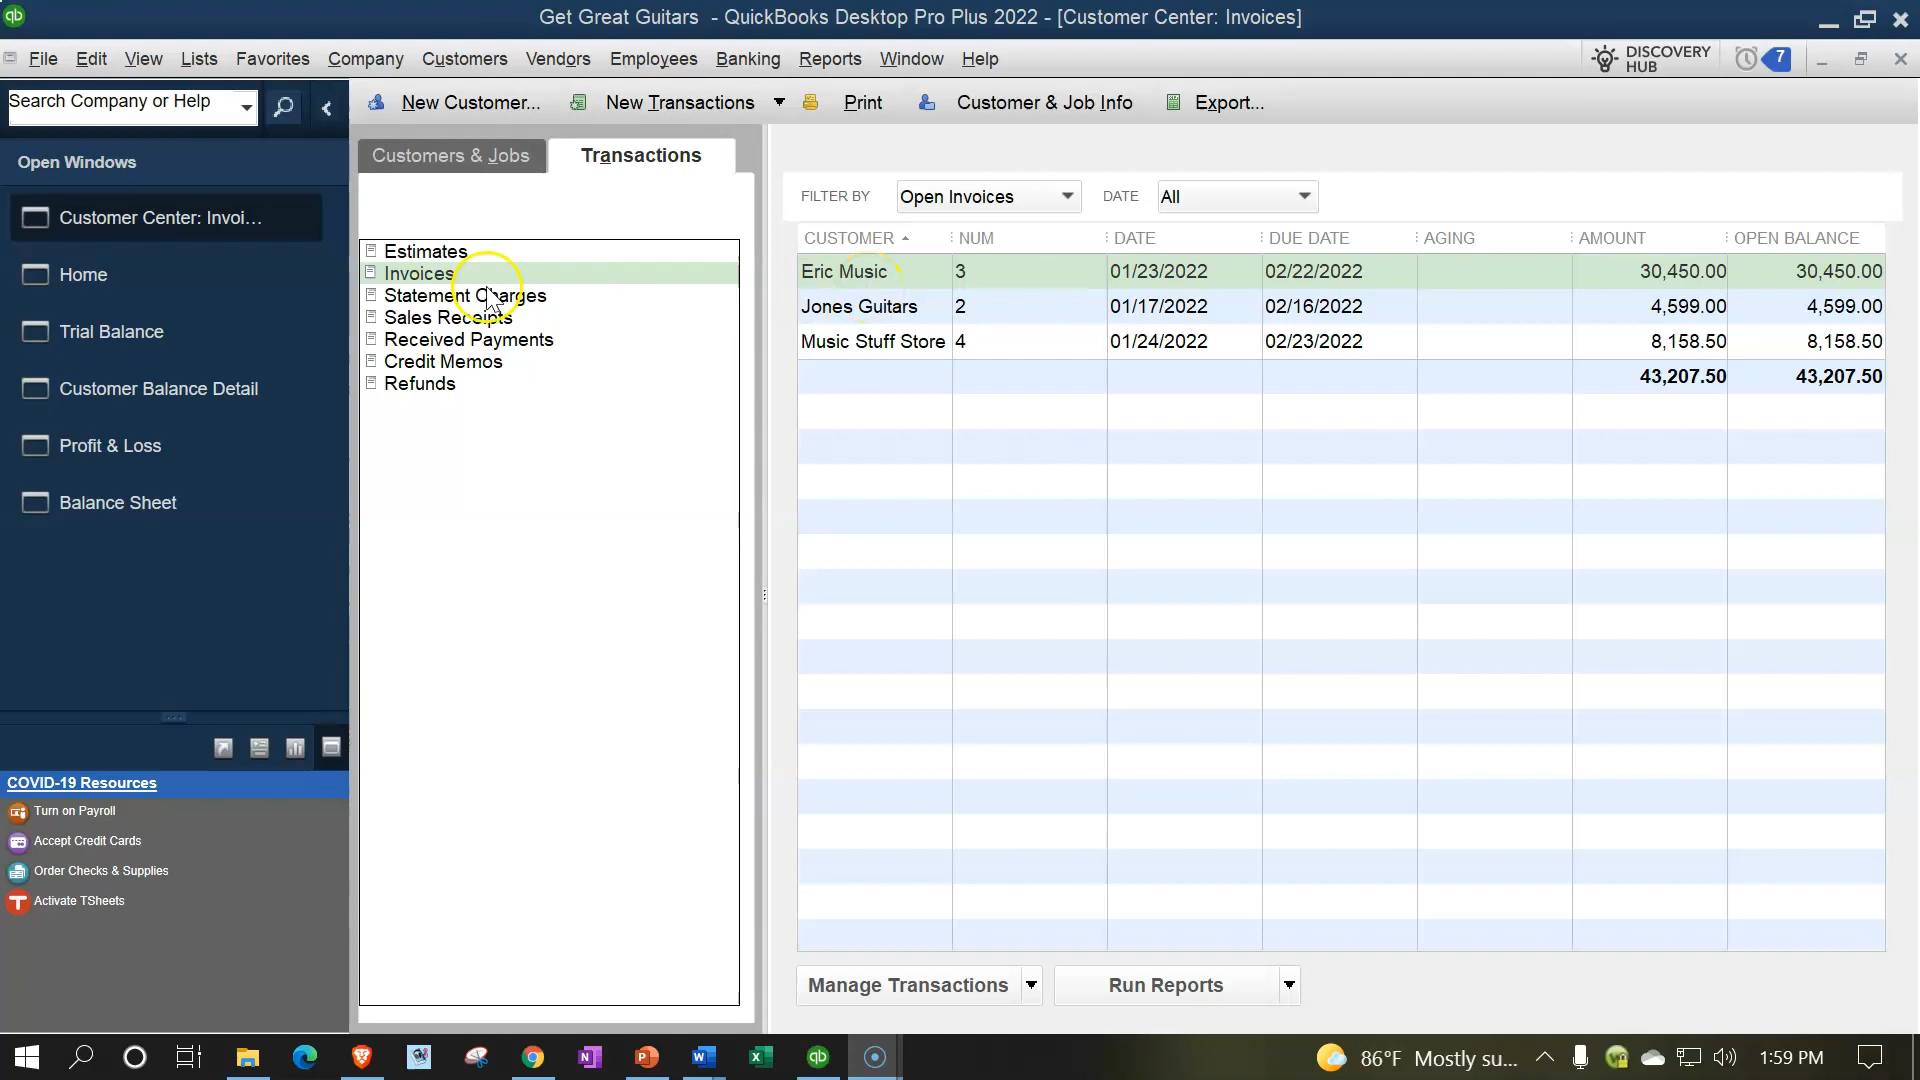 qb
Get Great Guitars - QuickBooks Desktop Pro Plus 2022 - [Customer Center: Invoices]
File Edit View Lists Favorites Company Customers Vendors Employees Banking Reports Window Help
DISCOVERY
HUB
7
Search Company or Help
New Customer... New Transactions Print Customer & Job Info Export...
Open Windows
Customer Center: Invoi...
Home
Trial Balance
Customer Balance Detail
Profit & Loss
Balance Sheet
COVID-19 Resources
Turn on Payroll
Accept Credit Cards
Order Checks & Supplies
Activate TSheets
Customers & Jobs Transactions
Estimates
Invoices
Statement Charges
Sales Receipts
Received Payments
Credit Memos
Refunds
FILTER BY Open Invoices DATE All
CUSTOMER NUM DATE DUE DATE AGING AMOUNT OPEN BALANCE
Eric Music 3 01/23/2022 02/22/2022 30,450.00 30,450.00
Jones Guitars 2 01/17/2022 02/16/2022 4,599.00 4,599.00
Music Stuff Store 4 01/24/2022 02/23/2022 8,158.50 8,158.50
43,207.50 43,207.50
Manage Transactions Run Reports
86°F Mostly su... 1:59 PM